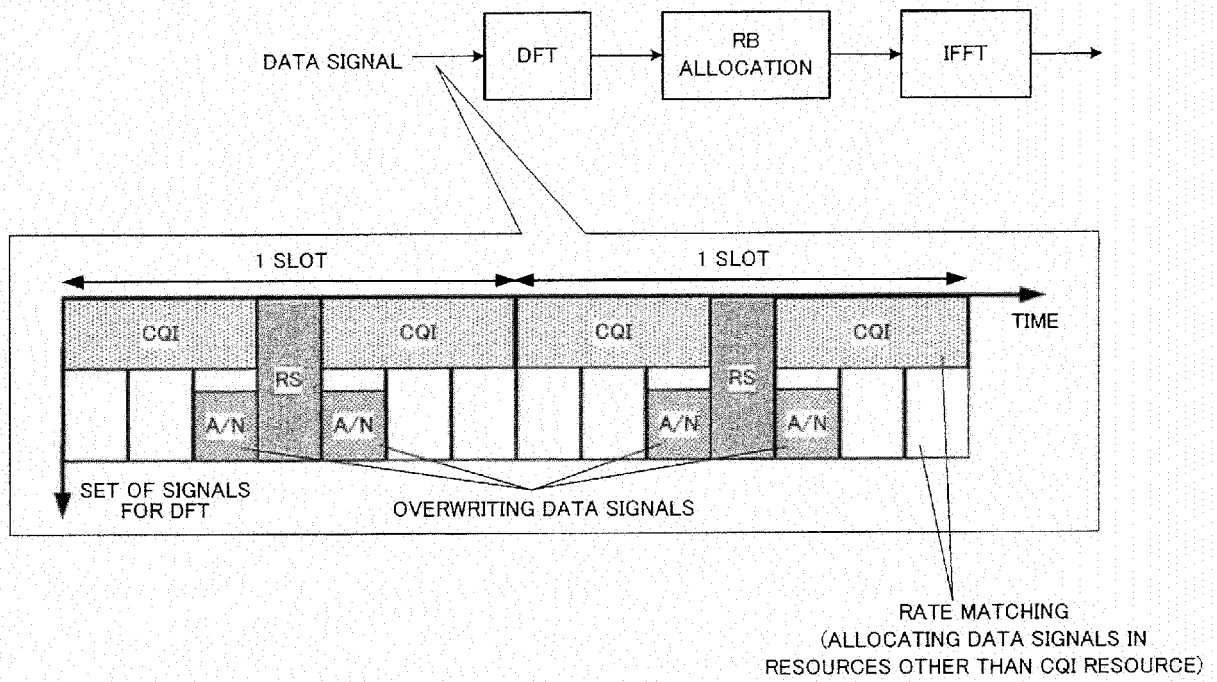 DATA SIGNAL
DFT
RB
ALLOCATION
IFFT
1 SLOT
1 SLOT
TIME
CQI
CQI
CQI
CQI
RS
RS
A/N
A/N
A/N
A/N
SET OF SIGNALS
FOR DFT
OVERWRITING DATA SIGNALS
RATE MATCHING
(ALLOCATING DATA SIGNALS IN
RESOURCES OTHER THAN CQI RESOURCE)